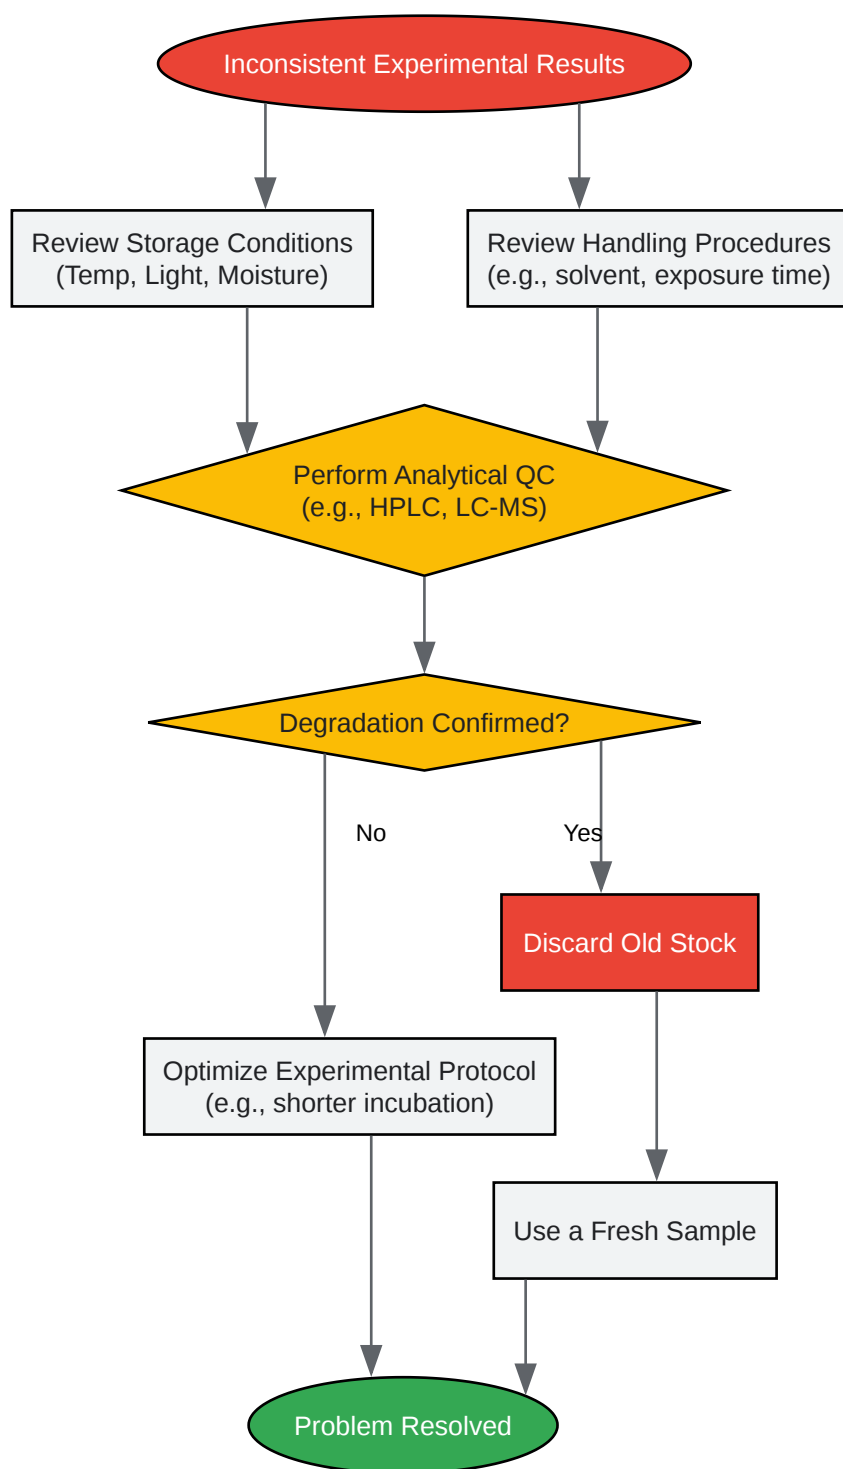 Inconsistent Experimental Results
Review Storage Conditions
(Temp, Light, Moisture)
Review Handling Procedures
(e.g., solvent, exposure time)
Perform Analytical QC
(e.g., HPLC, LC-MS)
Degradation Confirmed?
No
Yes
Discard Old Stock
Optimize Experimental Protocol
(e.g., shorter incubation)
Use a Fresh Sample
Problem Resolved